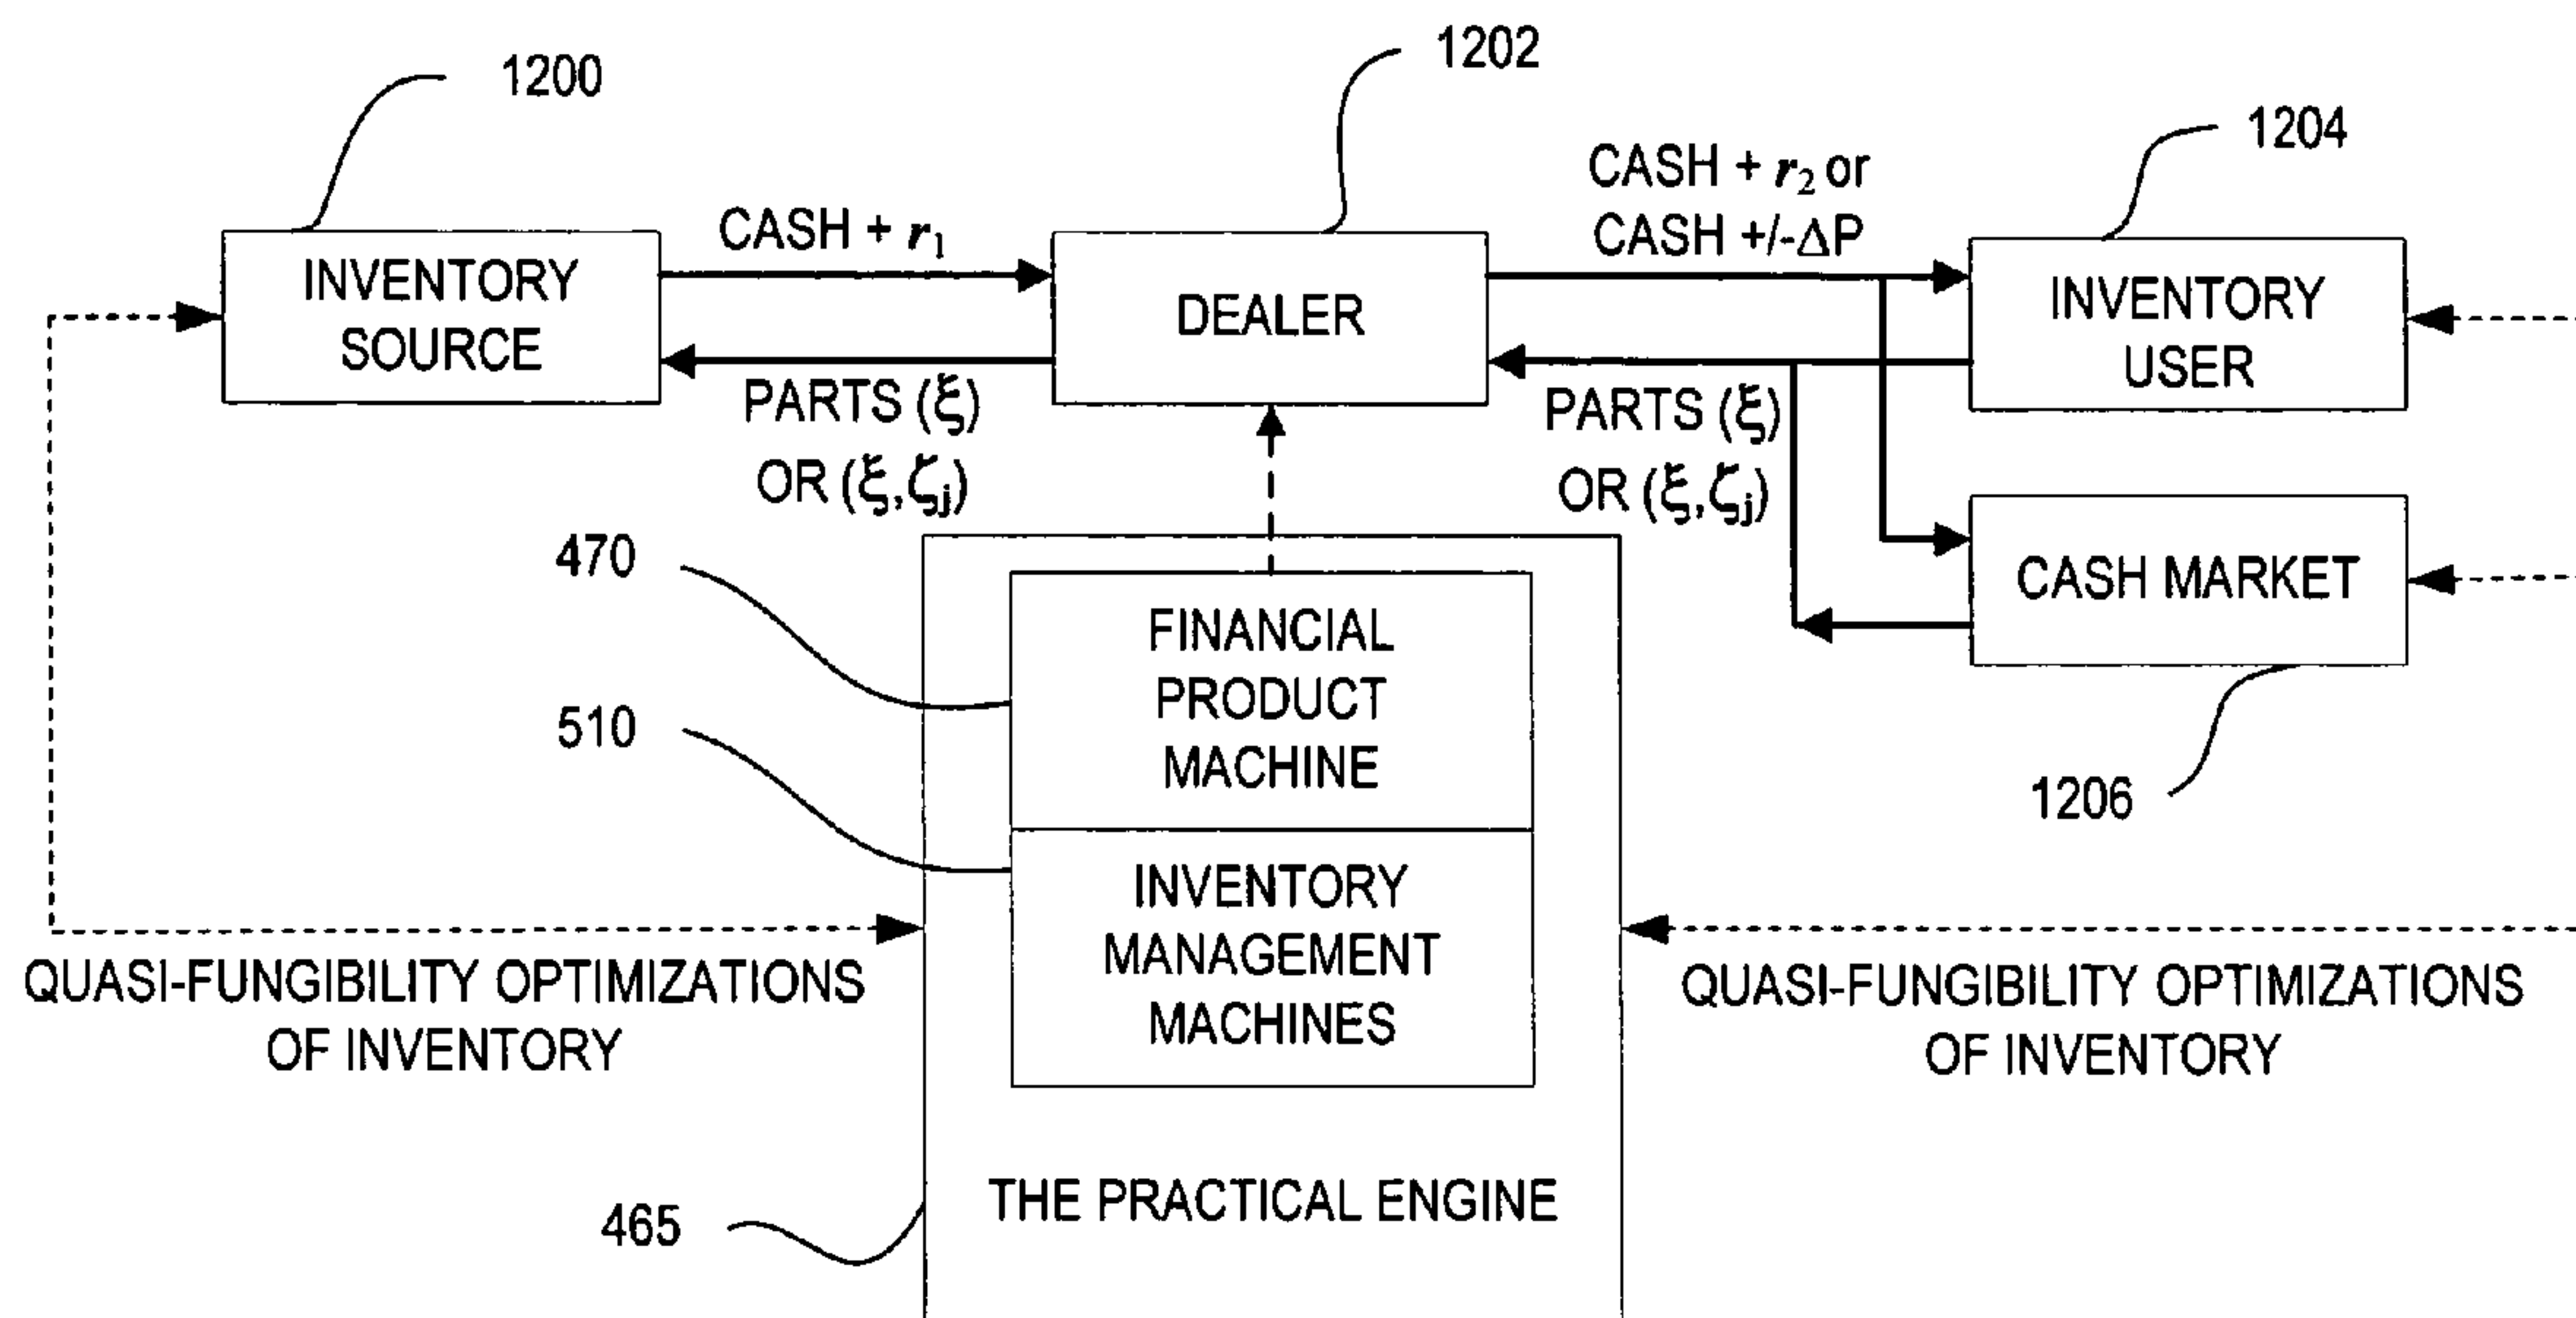 1200
1202
1204
CASH + r₁
CASH + r₂ or
CASH +/-ΔP
INVENTORY
SOURCE
DEALER
INVENTORY
USER
PARTS (ξ)
OR (ξ,ζj)
PARTS (ξ)
OR (ξ,ζj)
CASH MARKET
1206
470
510
FINANCIAL
PRODUCT
MACHINE
INVENTORY
MANAGEMENT
MACHINES
QUASI-FUNGIBILITY OPTIMIZATIONS
OF INVENTORY
QUASI-FUNGIBILITY OPTIMIZATIONS
OF INVENTORY
THE PRACTICAL ENGINE
465